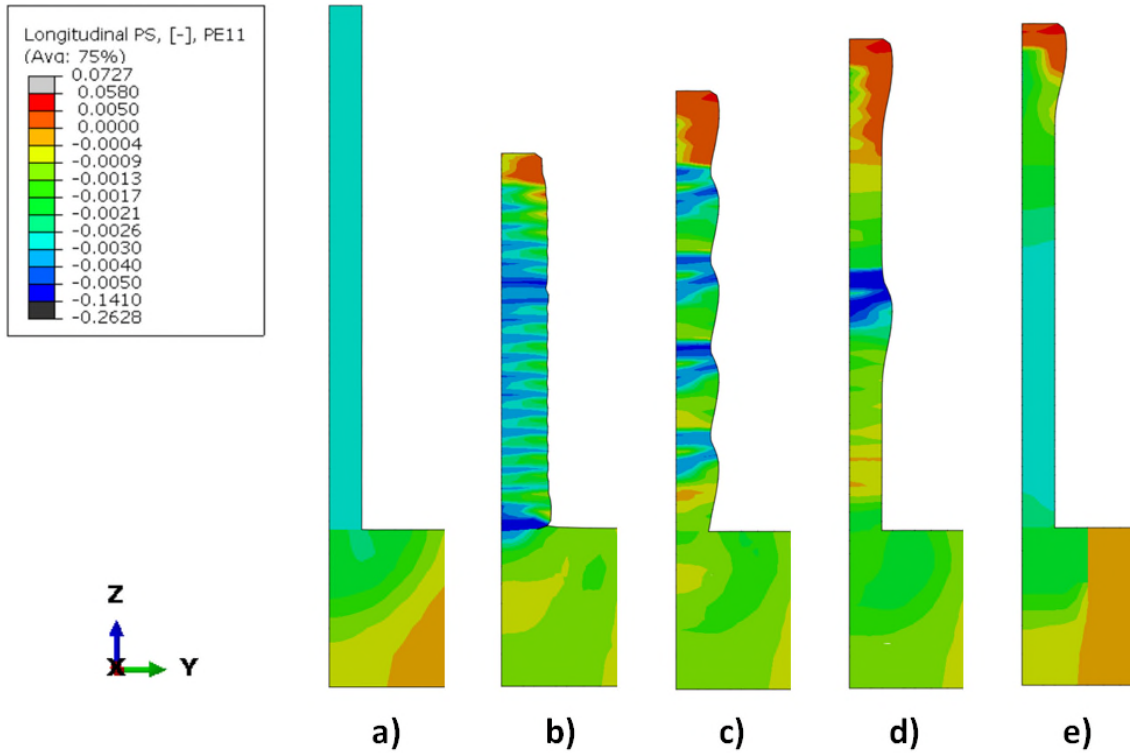 Longitudinal PS, [-], PE11
(Avg: 75%)
0.0727
0.0580
0.0050
0.0000
-0.0004
-0.0009
-0.0013
-0.0017
-0.0021
-0.0026
-0.0030
-0.0040
-0.0050
-0.1410
-0.2628
Z
X
Y
a)
b)
c)
d)
e)